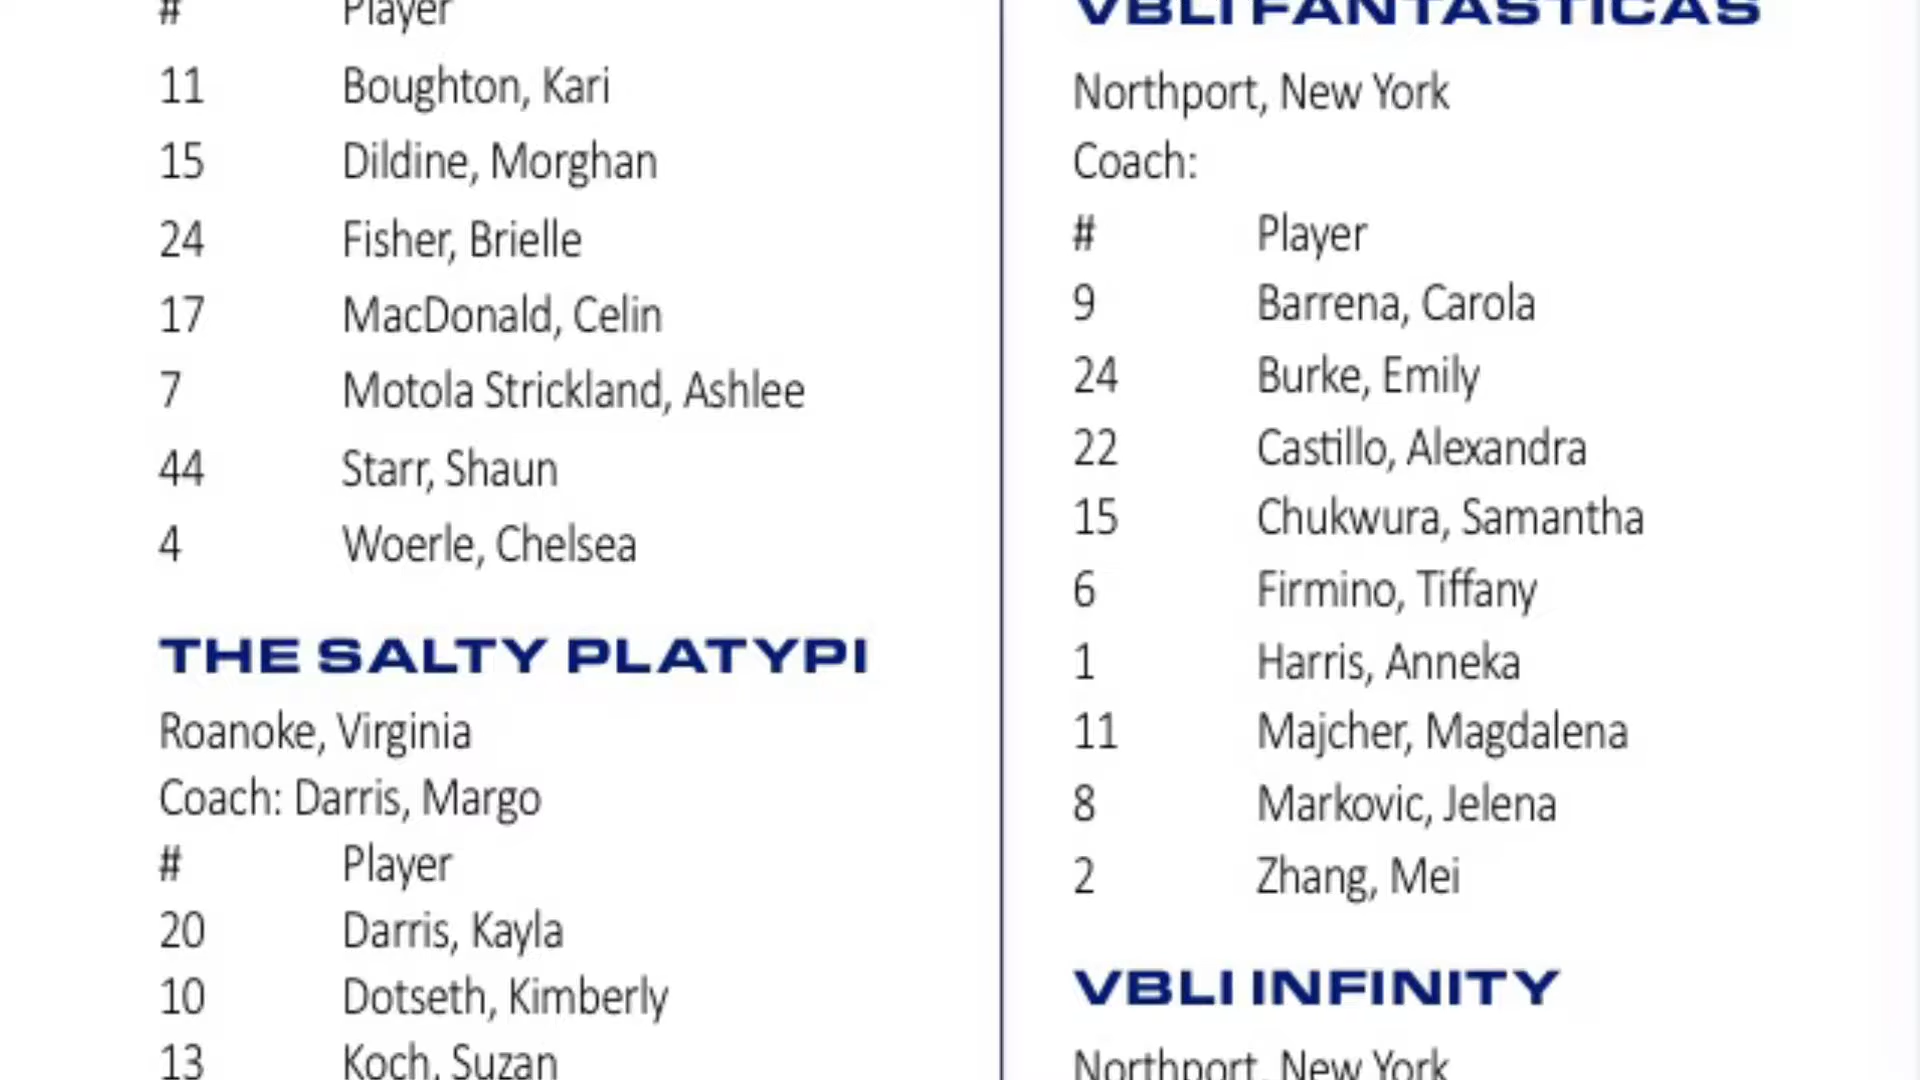 # Player
11 Boughton, Kari
15 Dildine, Morghan
24 Fisher, Brielle
17 MacDonald, Celin
7 Motola Strickland, Ashlee
44 Starr, Shaun
4 Woerle, Chelsea
THE SALTY PLATYPI
Roanoke, Virginia
Coach: Darris, Margo
# Player
20 Darris, Kayla
10 Dotseth, Kimberly
13 Koch, Suzan
VBLI FANTASTICAS
Northport, New York
Coach:
# Player
9 Barrena, Carola
24 Burke, Emily
22 Castillo, Alexandra
15 Chukwura, Samantha
6 Firmino, Tiffany
1 Harris, Anneka
11 Majcher, Magdalena
8 Markovic, Jelena
2 Zhang, Mei
VBLI INFINITY
Northport, New York